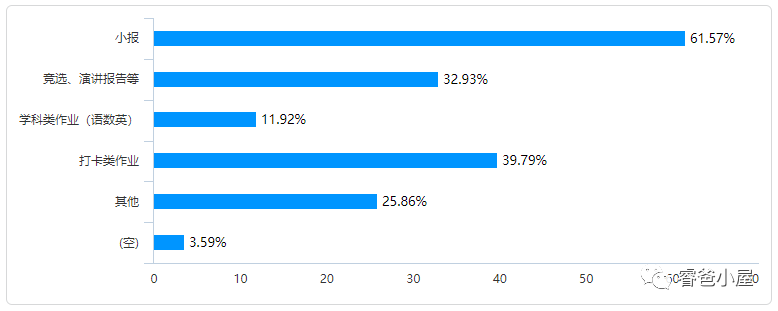 小报
61.57%
竞选、演讲报告等
32.93%
学科类作业（语数英）
11.92%
打卡类作业
39.79%
其他
25.86%
(空)
3.59%
0 10 20 30 40 50
睿爸小屋